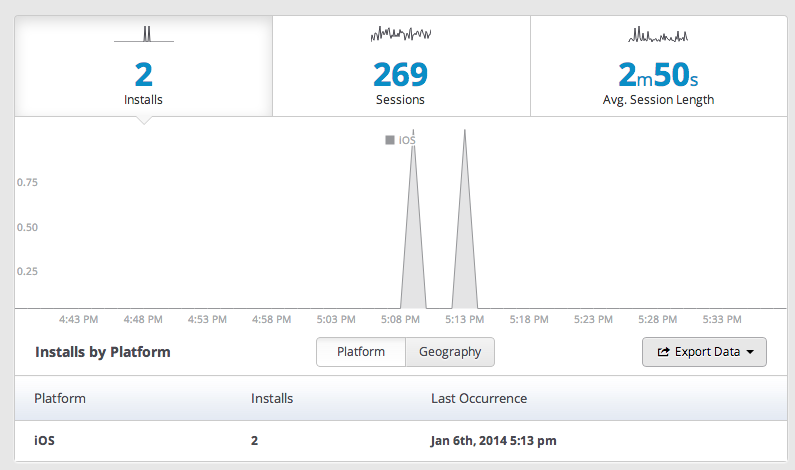 2 269 2m50s
Installs Sessions Avg. Session Length
iOS
0.75
0.50
0.25
4:43 PM 4:48 PM 4:53 PM 4:58 PM 5:03 PM 5:08 PM 5:13 PM 5:18 PM 5:23 PM 5:28 PM 5:33 PM
Installs by Platform Platform Geography Export Data
Platform Installs Last Occurrence
iOS 2 Jan 6th, 2014 5:13 pm